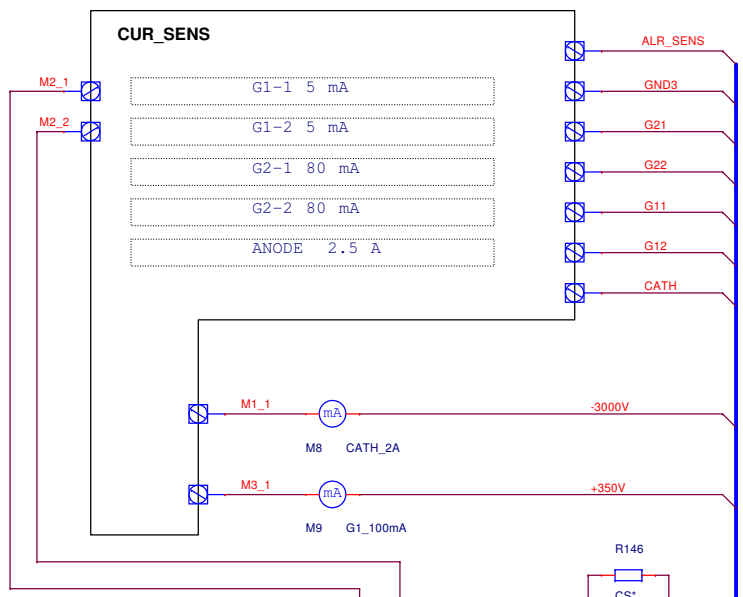 CUR_SENS
ALR_SENS
M2_1
G1-1 5 mA
GND3
M2_2
G1-2 5 mA
G21
G2-1 80 mA
G22
G2-2 80 mA
G11
ANODE 2.5 A
G12
CATH
M1_1
mA
-3000V
M8 CATH_2A
M3_1
mA
+350V
M9 G1_100mA
R146
CS*